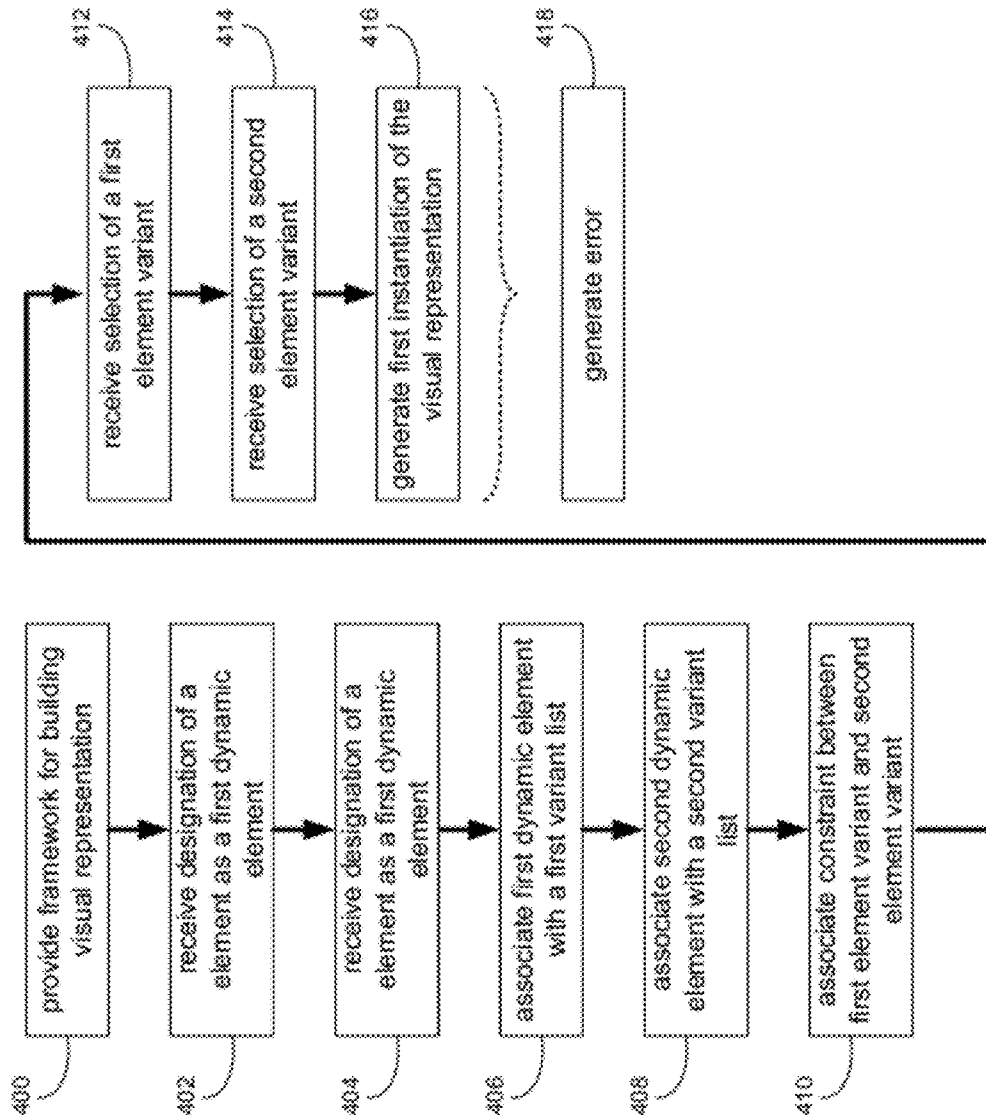 400
provide framework for building
visual representation
402
receive designation of a
element as a first dynamic
element
404
receive designation of a
element as a first dynamic
element
406
associate first dynamic element
with a first variant list
408
associate second dynamic
element with a second variant
list
410
associate constraint between
first element variant and second
element variant
412
receive selection of a first
element variant
414
receive selection of a second
element variant
416
generate first instantiation of the
visual representation
418
generate error